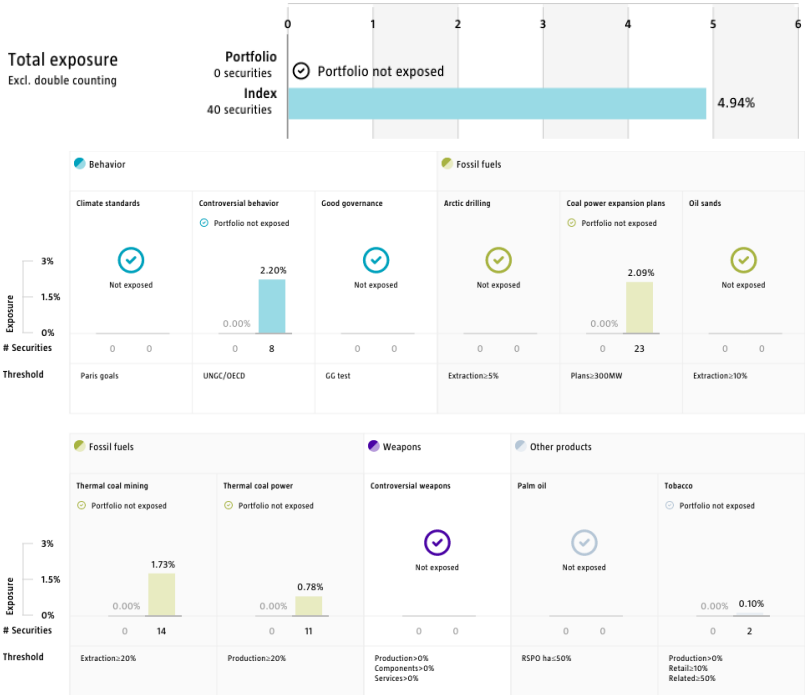 0 1 2 3 4 5 6
Total exposure
Excl. double counting
Portfolio
0 securities
Portfolio not exposed
Index
40 securities
4.94%
Behavior
Fossil fuels
Climate standards
Controversial behavior
Good governance
Arctic drilling
Coal power expansion plans
Oil sands
Portfolio not exposed
Portfolio not exposed
Exposure
3%
1.5%
0%
Not exposed
0.00%
2.20%
Not exposed
Not exposed
0.00%
2.09%
Not exposed
# Securities
0 0 0 8 0 0 0 0 0 23 0 0
Threshold
Paris goals
UNGC/OECD
GG test
Extraction≥5%
Plans≥300MW
Extraction≥10%
Fossil fuels
Weapons
Other products
Thermal coal mining
Thermal coal power
Controversial weapons
Palm oil
Tobacco
Portfolio not exposed
Portfolio not exposed
Portfolio not exposed
Exposure
3%
1.5%
0%
0.00%
1.73%
0.00%
0.78%
Not exposed
Not exposed
0.00%
0.10%
# Securities
0 14 0 11 0 0 0 0 0 2
Threshold
Extraction≥20%
Production≥20%
Production>0%
Components>0%
Services>0%
RSPO ha≤50%
Production>0%
Retail≥10%
Related≥50%